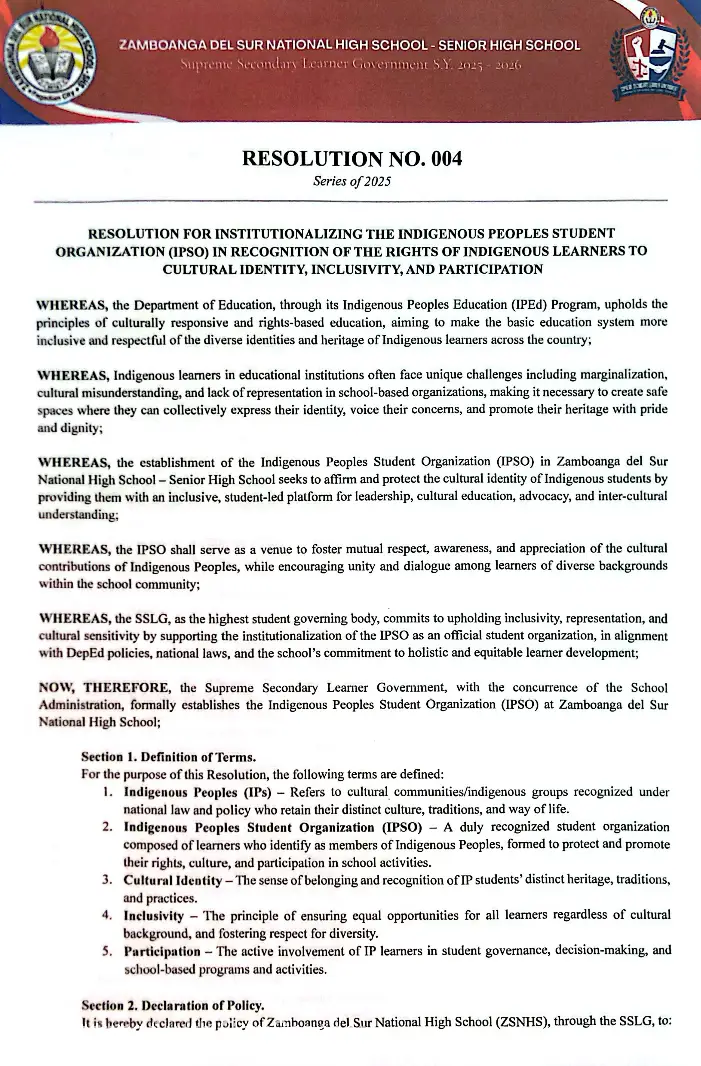 ZAMBOANGA DEL SUR NATIONAL HIGH SCHOOL - SENIOR HIGH SCHOOL
Supreme Secondary Learner Government S.Y. 2025 - 2026
RESOLUTION NO. 004
Series of 2025
RESOLUTION FOR INSTITUTIONALIZING THE INDIGENOUS PEOPLES STUDENT
ORGANIZATION (IPSO) IN RECOGNITION OF THE RIGHTS OF INDIGENOUS LEARNERS TO
CULTURAL IDENTITY, INCLUSIVITY, AND PARTICIPATION
WHEREAS, the Department of Education, through its Indigenous Peoples Education (IPEd) Program, upholds the
principles of culturally responsive and rights-based education, aiming to make the basic education system more
inclusive and respectful of the diverse identities and heritage of Indigenous learners across the country;
WHEREAS, Indigenous learners in educational institutions often face unique challenges including marginalization,
cultural misunderstanding, and lack of representation in school-based organizations, making it necessary to create safe
spaces where they can collectively express their identity, voice their concerns, and promote their heritage with pride
and dignity;
WHEREAS, the establishment of the Indigenous Peoples Student Organization (IPSO) in Zamboanga del Sur
National High School – Senior High School seeks to affirm and protect the cultural identity of Indigenous students by
providing them with an inclusive, student-led platform for leadership, cultural education, advocacy, and inter-cultural
understanding;
WHEREAS, the IPSO shall serve as a venue to foster mutual respect, awareness, and appreciation of the cultural
contributions of Indigenous Peoples, while encouraging unity and dialogue among learners of diverse backgrounds
within the school community;
WHEREAS, the SSLG, as the highest student governing body, commits to upholding inclusivity, representation, and
cultural sensitivity by supporting the institutionalization of the IPSO as an official student organization, in alignment
with DepEd policies, national laws, and the school's commitment to holistic and equitable learner development;
NOW, THEREFORE, the Supreme Secondary Learner Government, with the concurrence of the School
Administration, formally establishes the Indigenous Peoples Student Organization (IPSO) at Zamboanga del Sur
National High School;
Section 1. Definition of Terms.
For the purpose of this Resolution, the following terms are defined:
1. Indigenous Peoples (IPs) – Refers to cultural communities/indigenous groups recognized under
national law and policy who retain their distinct culture, traditions, and way of life.
2. Indigenous Peoples Student Organization (IPSO) – A duly recognized student organization
composed of learners who identify as members of Indigenous Peoples, formed to protect and promote
their rights, culture, and participation in school activities.
3. Cultural Identity – The sense of belonging and recognition of IP students' distinct heritage, traditions,
and practices.
4. Inclusivity – The principle of ensuring equal opportunities for all learners regardless of cultural
background, and fostering respect for diversity.
5. Participation – The active involvement of IP learners in student governance, decision-making, and
school-based programs and activities.
Section 2. Declaration of Policy.
It is hereby declared the policy of Zamboanga del Sur National High School (ZSNHS), through the SSLG, to: